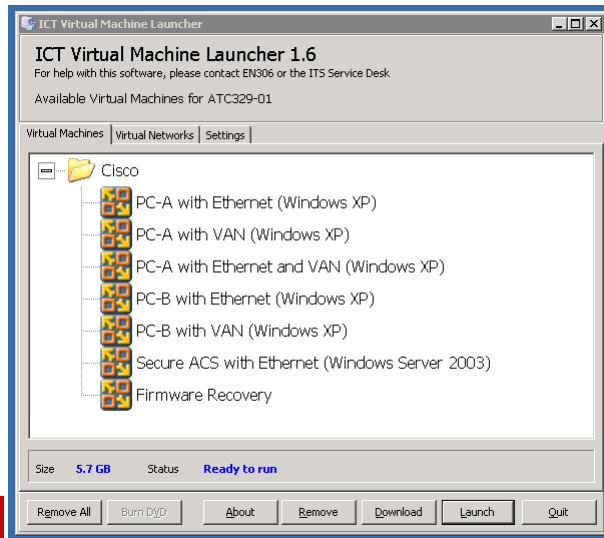 ICT Virtual Machine Launcher
ICT Virtual Machine Launcher 1.6
For help with this software, please contact EN306 or the ITS Service Desk
Available Virtual Machines for ATC329-01
Virtual Machines Virtual Networks Settings
Cisco
PC-A with Ethernet (Windows XP)
PC-A with VAN (Windows XP)
PC-A with Ethernet and VAN (Windows XP)
PC-B with Ethernet (Windows XP)
PC-B with VAN (Windows XP)
Secure ACS with Ethernet (Windows Server 2003)
Firmware Recovery
Size 5.7 GB Status Ready to run
Remove All Burn DVD About Remove Download Launch Quit